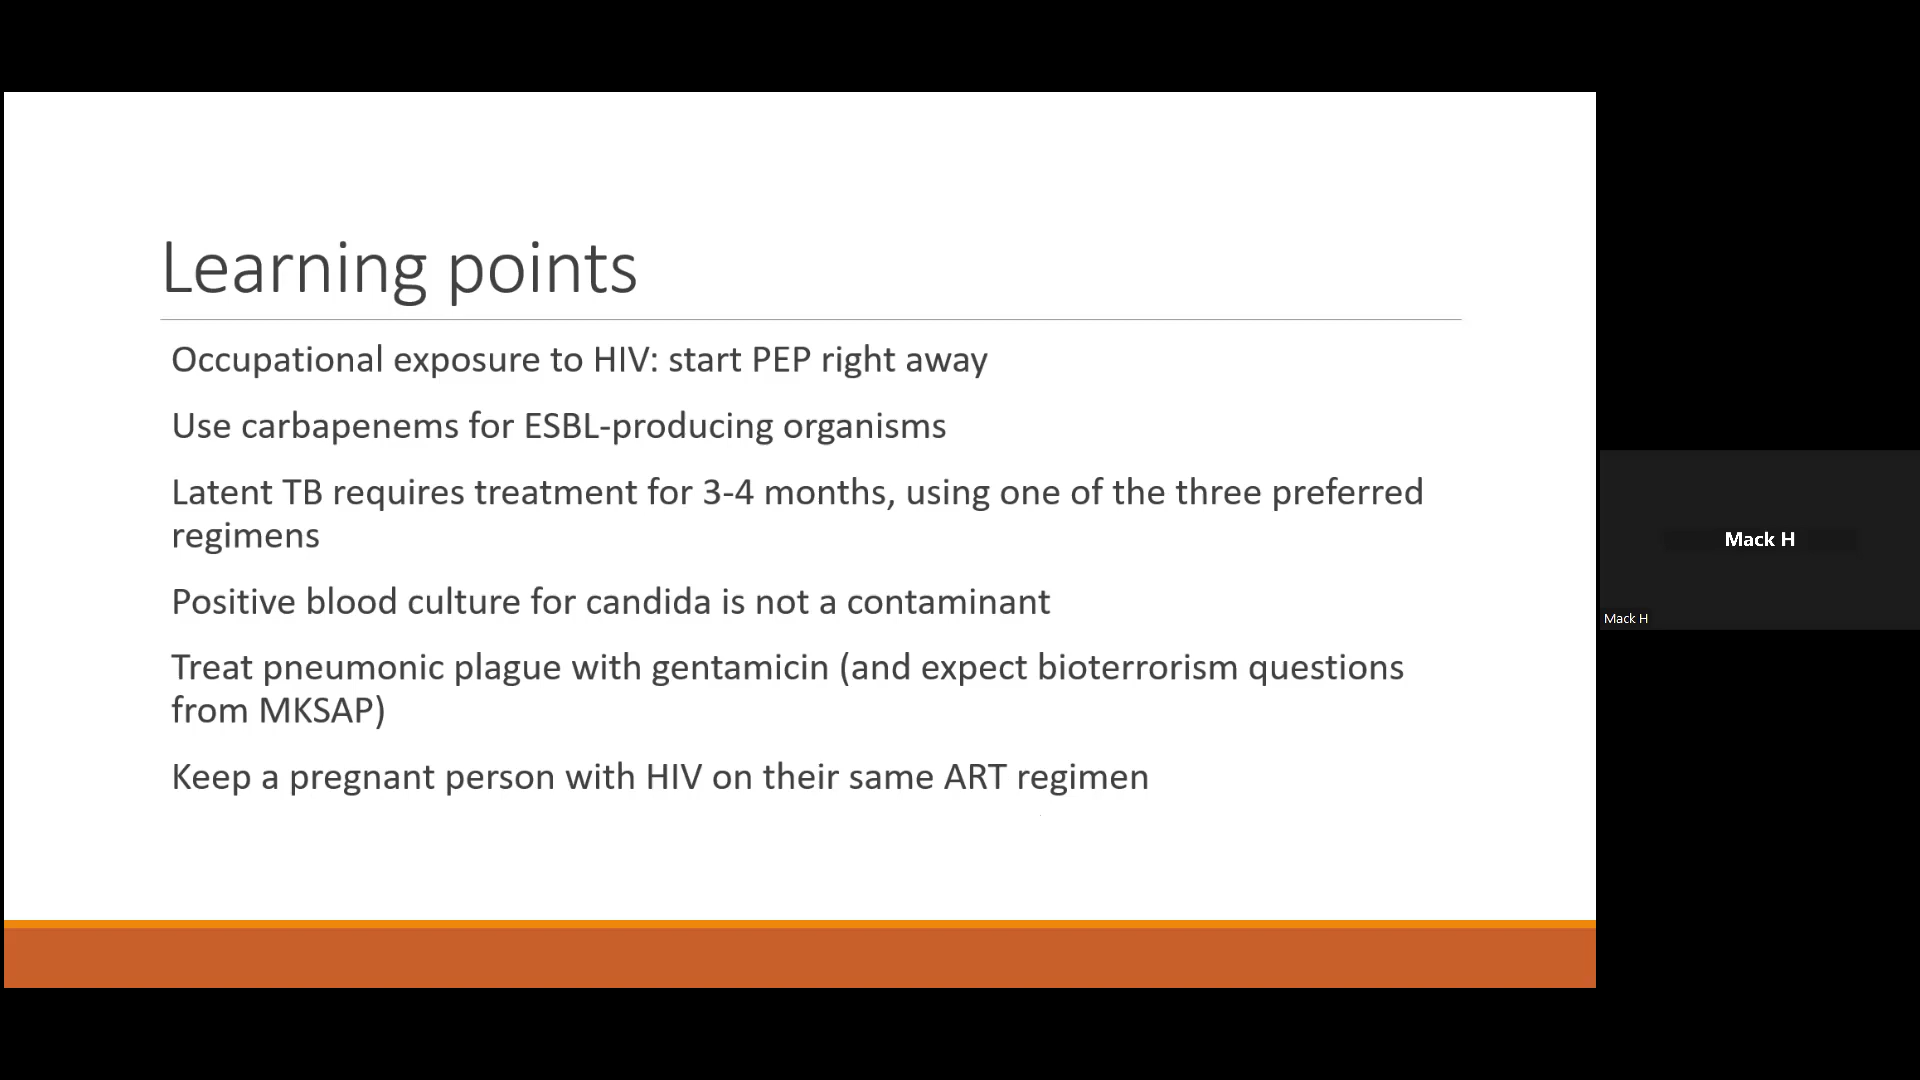 Learning points
Occupational exposure to HIV: start PEP right away
Use carbapenems for ESBL-producing organisms
Latent TB requires treatment for 3-4 months, using one of the three preferred
regimens
Positive blood culture for candida is not a contaminant
Treat pneumonic plague with gentamicin (and expect bioterrorism questions
from MKSAP)
Keep a pregnant person with HIV on their same ART regimen
Mack H
Mack H